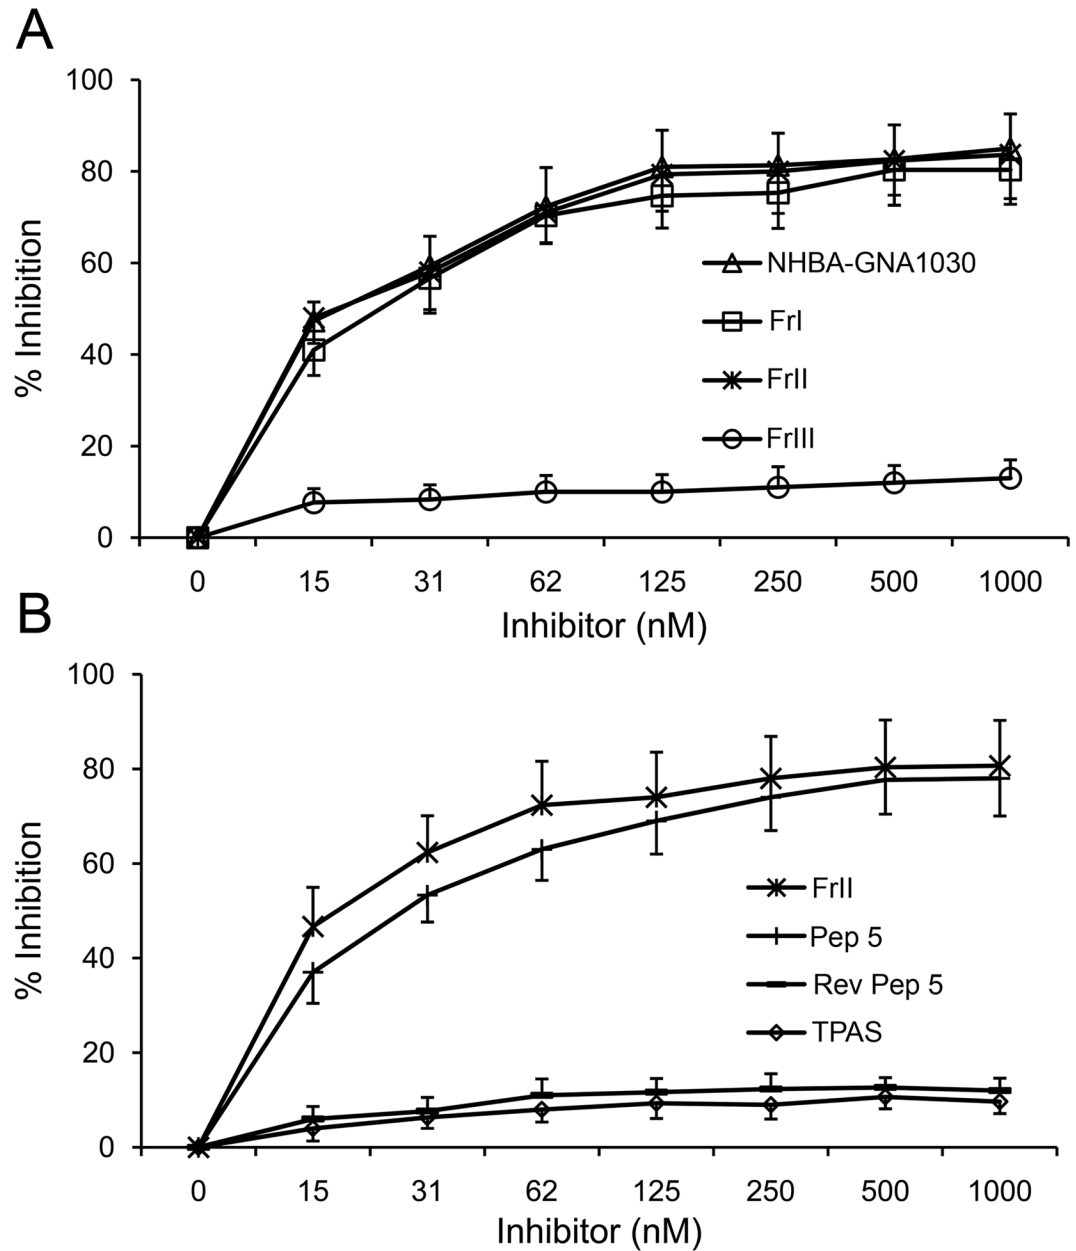 A
100
80
60
40
20
0
% Inhibition
NHBA-GNA1030
FrI
FrII
FrIII
0 15 31 62 125 250 500 1000
Inhibitor (nM)
B
100
80
60
40
20
0
% Inhibition
FrII
Pep 5
Rev Pep 5
TPAS
0 15 31 62 125 250 500 1000
Inhibitor (nM)